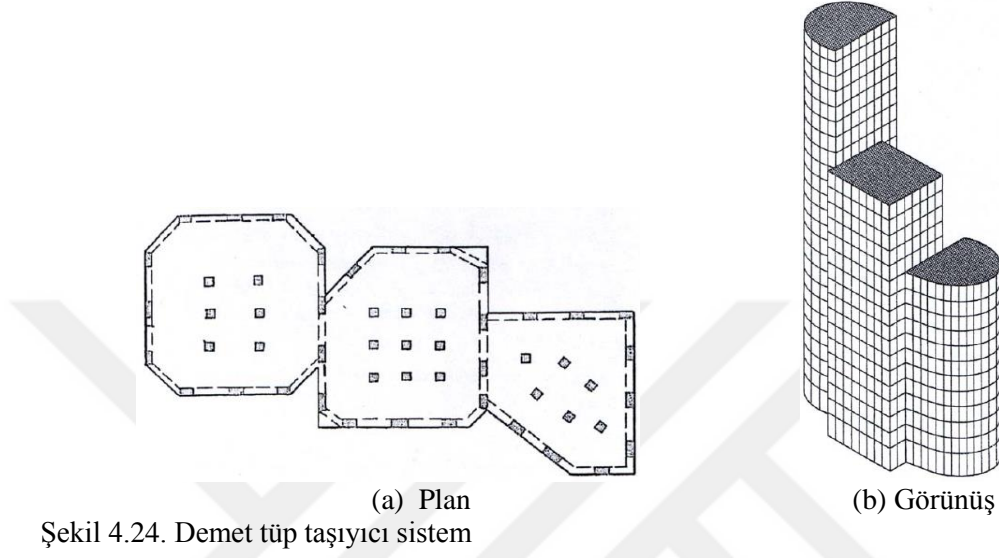 (a) Plan
(b) Görünüş
Şekil 4.24. Demet tüp taşıyıcı sistem